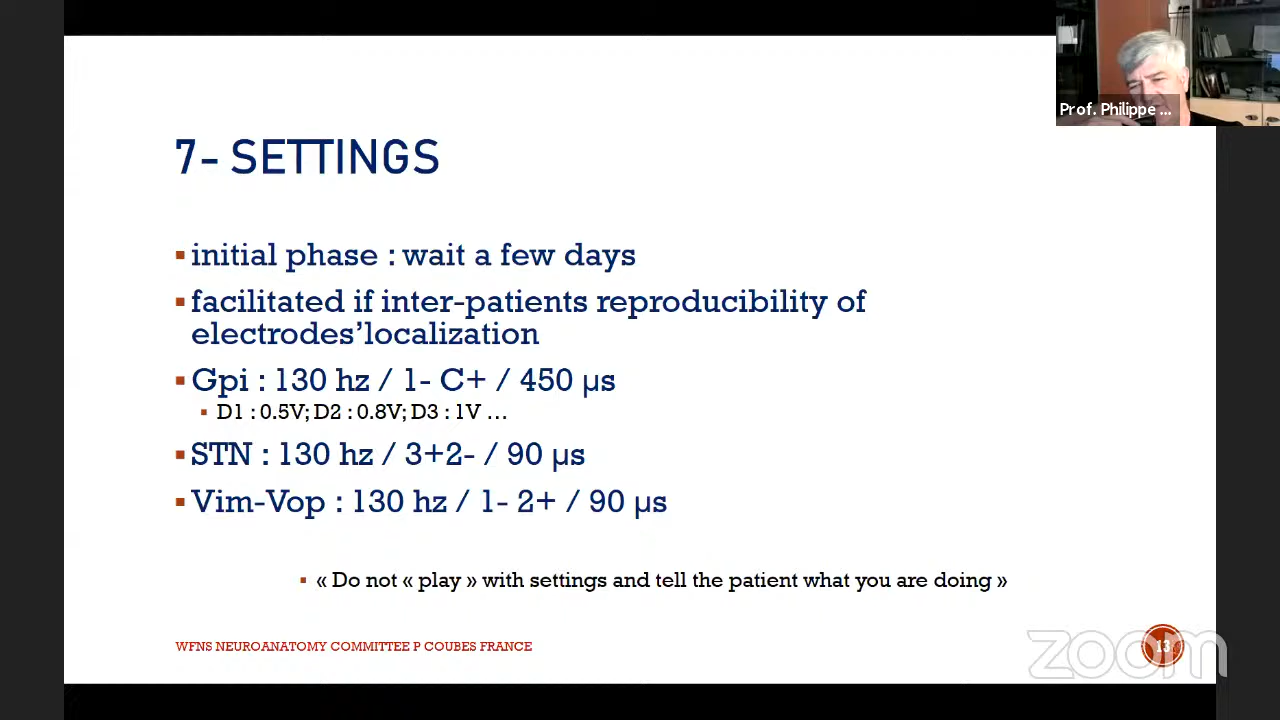 Prof. Philippe ...
7- SETTINGS
▪ initial phase : wait a few days
▪ facilitated if inter-patients reproducibility of
electrodes'localization
▪ Gpi : 130 hz / 1- C+ / 450 µs
▪ D1 : 0.5V; D2 : 0.8V; D3 : 1V …
▪ STN : 130 hz / 3+2- / 90 µs
▪ Vim-Vop : 130 hz / 1- 2+ / 90 µs
▪ « Do not « play » with settings and tell the patient what you are doing »
WFNS NEUROANATOMY COMMITTEE P COUBES FRANCE
13
zoom